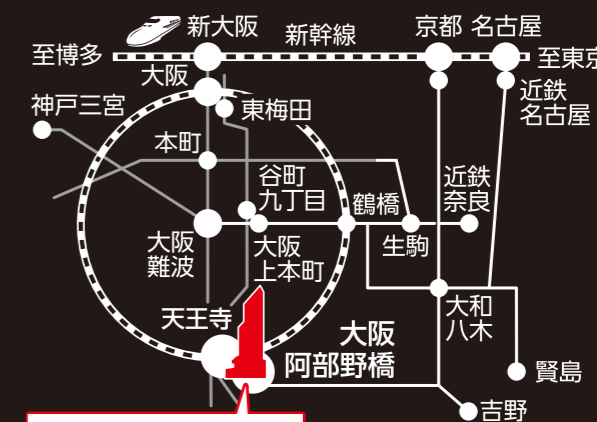 新大阪
新幹線
京都
名古屋
至博多
至東京
大阪
近鉄
名古屋
神戸三宮
東梅田
本町
谷町
九丁目
鶴橋
近鉄
奈良
大阪
難波
大阪
上本町
生駒
天王寺
大和
八木
大阪
阿部野橋
賢島
吉野